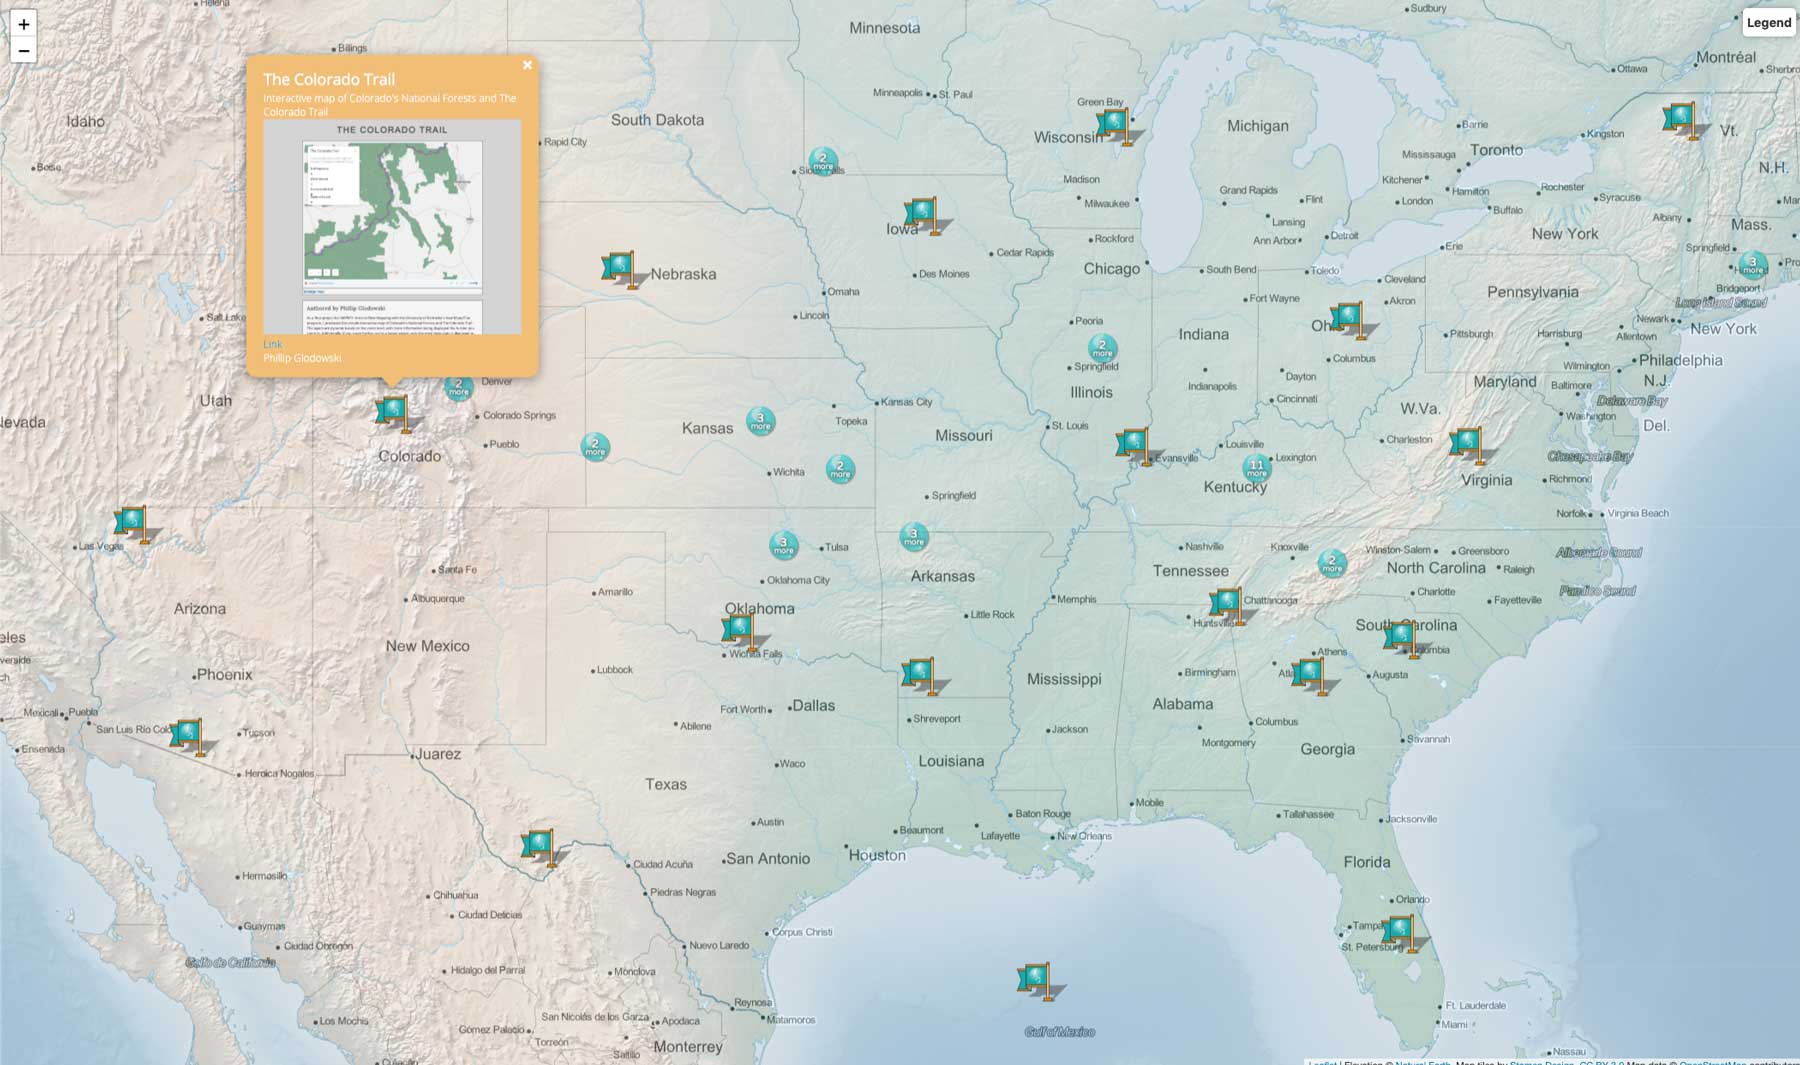 +
−
Legend
Helena
Billings
Idaho
Boise
The Colorado Trail
Interactive map of Colorado's National Forests and The
Colorado Trail
THE COLORADO TRAIL
The Colorado Trail
Authored by Phillip Glodowski
Link
Phillip Glodowski
Minnesota
Minneapolis
St. Paul
South Dakota
Rapid City
Sudbury
Montréal
Ottawa
Green Bay
Wisconsin
Michigan
Barrie
Kingston
Vt.
Mississauga
Toronto
N.H.
2 more
Madison
Milwaukee
Grand Rapids
Flint
Kitchener
Hamilton
London
Rochester
Syracuse
Buffalo
Albany
Mass.
Iowa
Lansing
Ann Arbor
Detroit
New York
Springfield
Rockford
Cedar Rapids
Erie
Nebraska
Des Moines
Chicago
South Bend
Toledo
Cleveland
3 more
Bridgeport
Long Island Sound
Omaha
Fort Wayne
Akron
Pennsylvania
Lincoln
Peoria
Indiana
Pittsburgh
Harrisburg
Newark
Allentown
New York
2 more
Springfield
Columbus
Wilmington
Philadelphia
Dayton
Maryland
Baltimore
N.J.
Indianapolis
Denver
2 more
Utah
Illinois
Cincinnati
W.Va.
Washington
Delaware Bay
Del.
Kansas City
Topeka
Colorado Springs
3 more
Kansas
Missouri
St. Louis
Pueblo
2 more
Colorado
Louisville
Lexington
Evansville
Charleston
Chesapeake Bay
11 more
Kentucky
Virginia
Richmond
Wichita
2 more
Springfield
Norfolk
Virginia Beach
Las Vegas
3 more
Tulsa
3 more
Nashville
Knoxville
2 more
Winston-Salem
Greensboro
Albemarle Sound
Santa Fe
Oklahoma City
Arkansas
Tennessee
North Carolina
Raleigh
Amarillo
Albuquerque
Arizona
Oklahoma
Memphis
Chattanooga
Charlotte
Fayetteville
Pamlico Sound
Little Rock
South Carolina
New Mexico
Wichita Falls
Athens
Phoenix
Lubbock
Mississippi
Birmingham
Augusta
Mexicali
Puebla
Fort Worth
Dallas
Alabama
Shreveport
Abilene
Columbus
Tucson
Ensenada
Jackson
Montgomery
Georgia
Savannah
Juarez
Heroica Nogales
Waco
Louisiana
Texas
Mobile
Austin
Baton Rouge
Tallahassee
Jacksonville
Beaumont
Lafayette
New Orleans
San Antonio
Houston
Ciudad Acuña
Florida
Hermosillo
Chihuahua
Piedras Negras
Orlando
Ciudad Delicias
Guaymas
Corpus Christi
Tampa
St. Petersburg
Ciudad Obregón
Nuevo Laredo
Golfo de California
Hidalgo del Parral
Monclova
Reynosa
Ft. Lauderdale
Los Mochis
San Nicolás de los Garza
Apodaca
Matamoros
Miami
Gómez Palacio
Torreón
Monterrey
Saltillo
Gulf of Mexico
Nassau
Leaflet | Elevation © Natural Earth, Map tiles by Stamen Design, CC BY 3.0 Map data © OpenStreetMap contributors